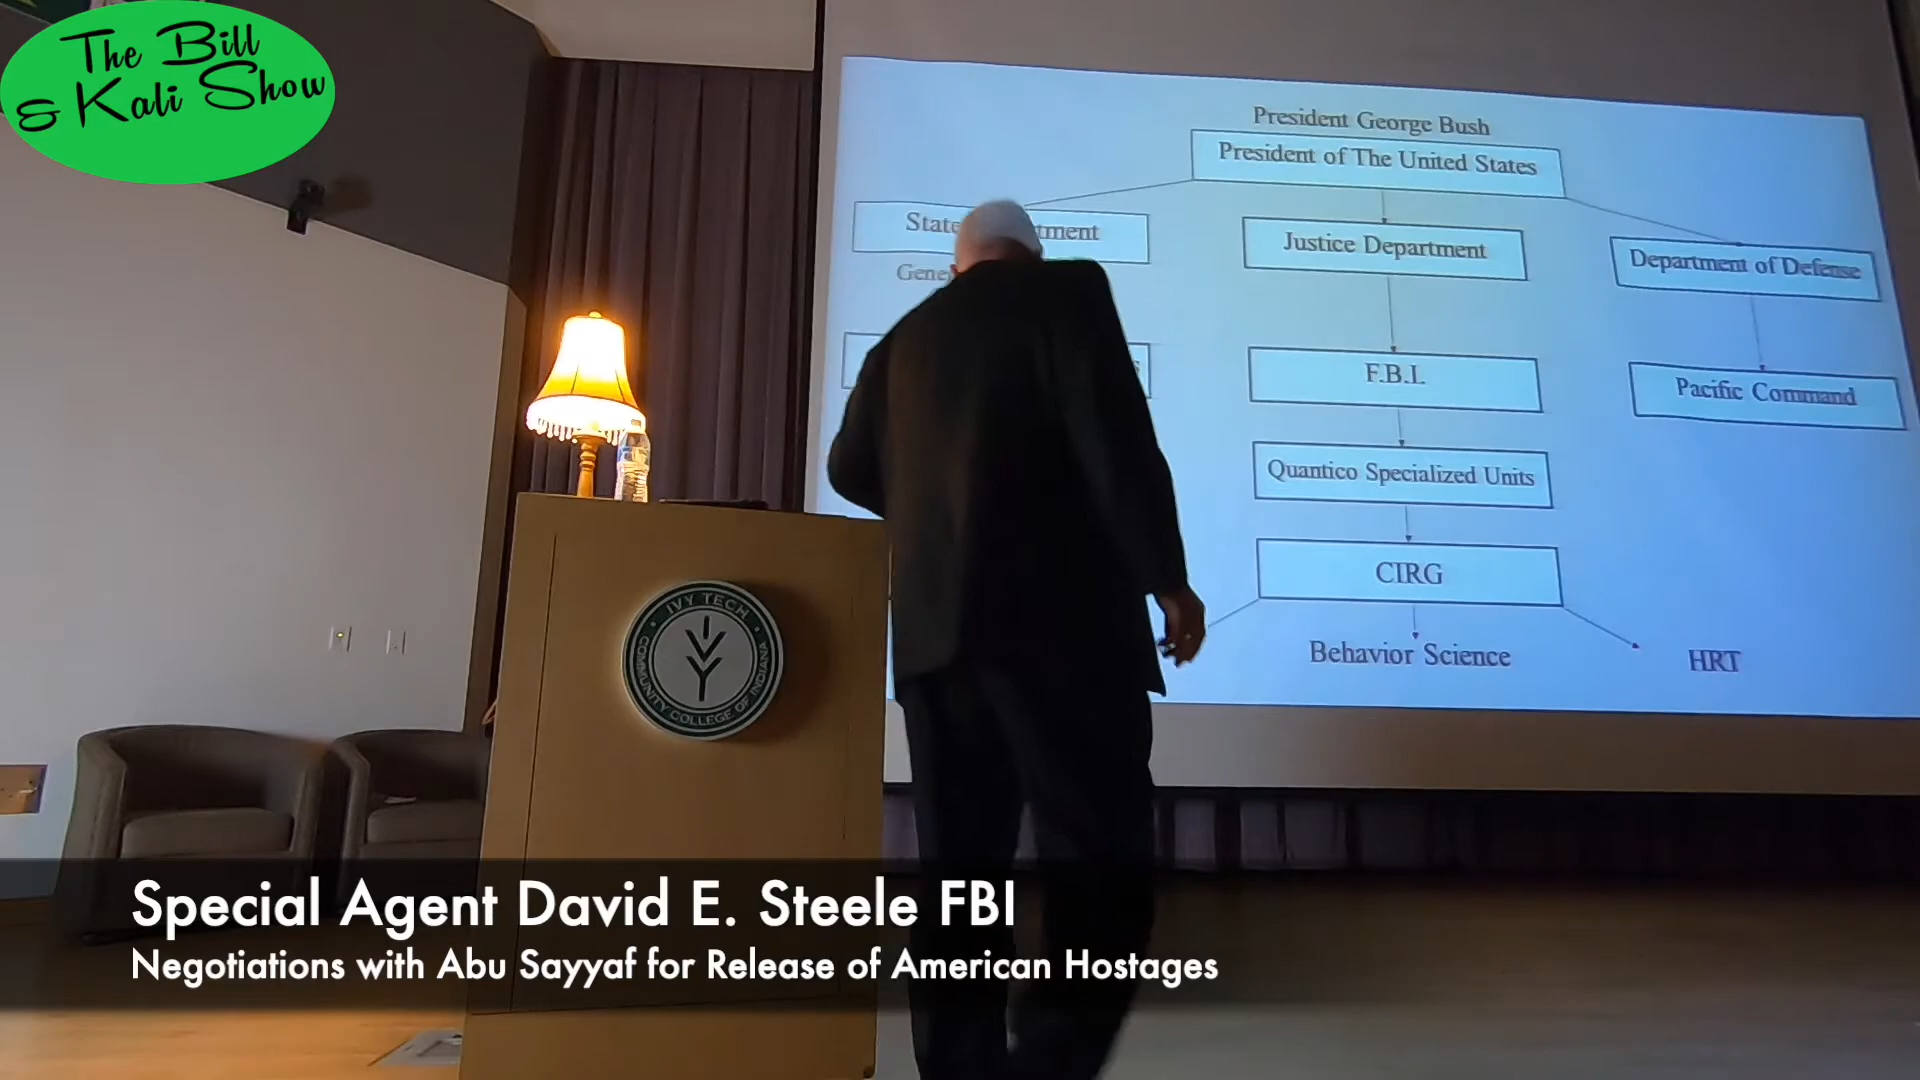 The Bill
& Kali Show
President George Bush
President of The United States
State
Justice Department
Department of Defense
F.B.I.
Pacific Command
Quantico Specialized Units
CIRG
Behavior Science
HRT
IVY TECH
COMMUNITY COLLEGE OF INDIANA
Special Agent David E. Steele FBI
Negotiations with Abu Sayyaf for Release of American Hostages